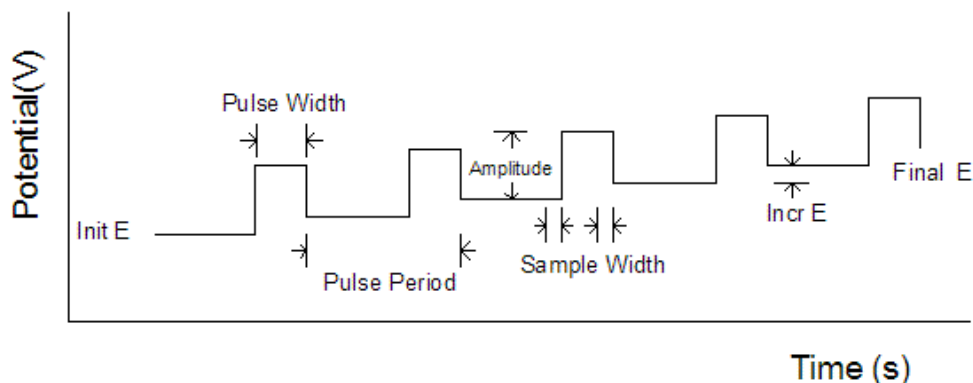 Potential(V)
Pulse Width
Amplitude
Final E
Init E
Incr E
Sample Width
Pulse Period
Time (s)